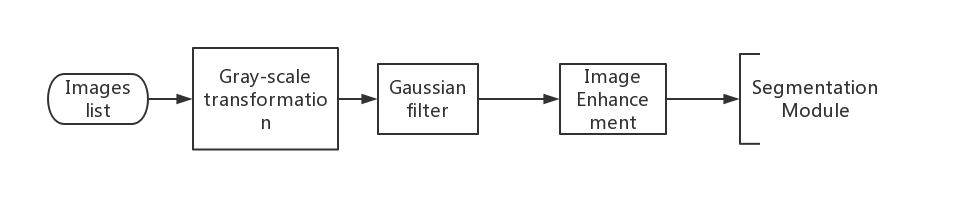 Images
list
Gray-scale
transformatio
n
Gaussian
filter
Image
Enhance
ment
Segmentation
Module